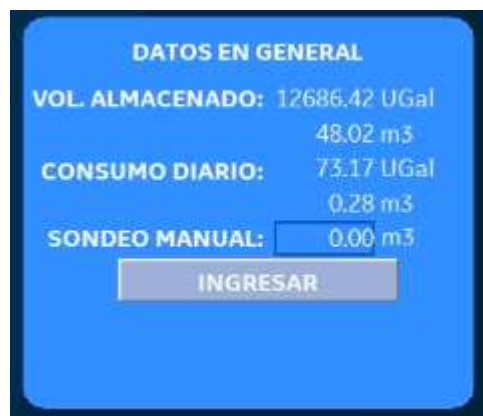 DATOS EN GENERAL
VOL. ALMACENADO: 12686.42 UGal
48.02 m3
CONSUMO DIARIO: 73.17 UGal
0.28 m3
SONDEO MANUAL: 0.00 m3
INGRESAR